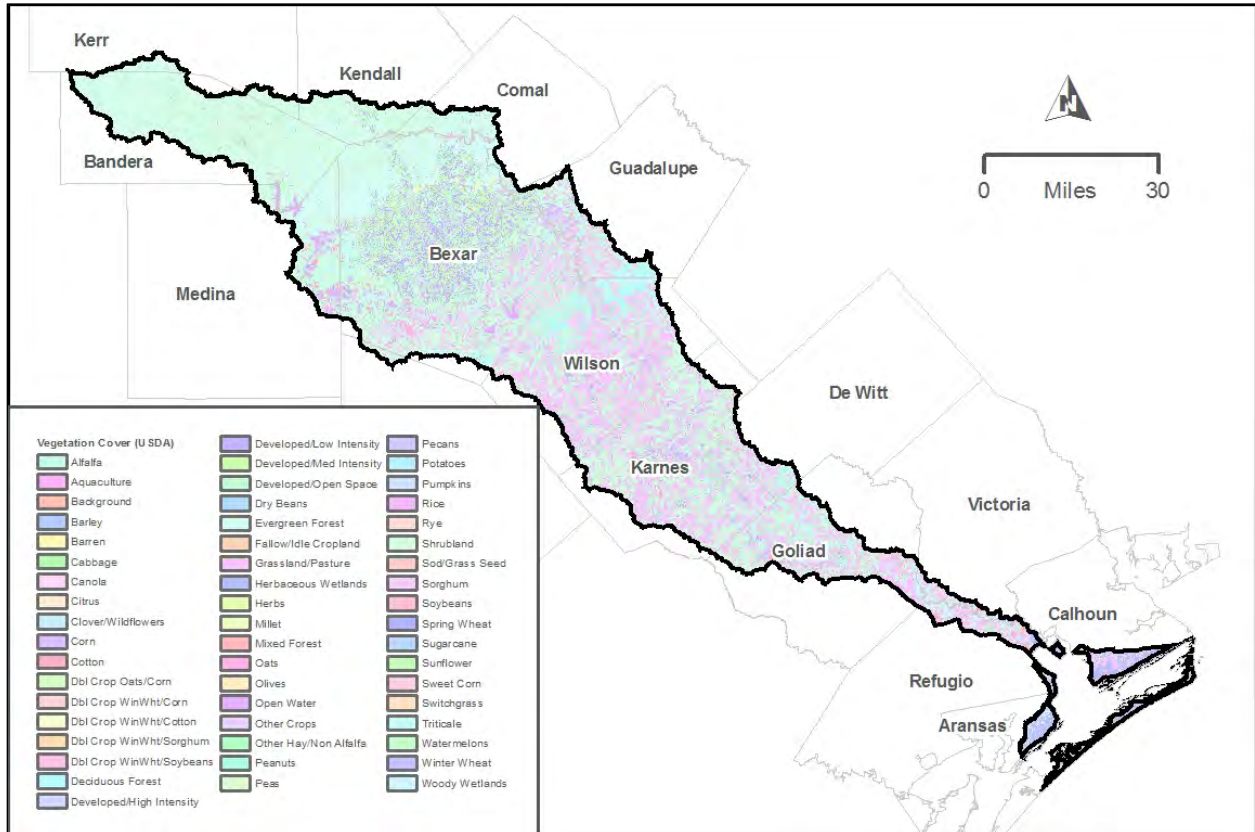 Kerr
Kendall
Comal
Bandera
Guadalupe
N
0 Miles 30
Bexar
Medina
Wilson
De Witt
Karnes
Victoria
Goliad
Calhoun
Refugio
Aransas
Vegetation Cover (USDA)
Alfalfa
Aquaculture
Background
Barley
Barren
Cabbage
Canola
Citrus
Clover/Wildflowers
Corn
Cotton
Dbl Crop Oats/Corn
Dbl Crop WinWht/Corn
Dbl Crop WinWht/Cotton
Dbl Crop WinWht/Sorghum
Dbl Crop WinWht/Soybeans
Deciduous Forest
Developed/High Intensity
Developed/Low Intensity
Developed/Med Intensity
Developed/Open Space
Dry Beans
Evergreen Forest
Fallow/Idle Cropland
Grassland/Pasture
Herbaceous Wetlands
Herbs
Millet
Mixed Forest
Oats
Olives
Open Water
Other Crops
Other Hay/Non Alfalfa
Peanuts
Peas
Pecans
Potatoes
Pumpkins
Rice
Rye
Shrubland
Sod/Grass Seed
Sorghum
Soybeans
Spring Wheat
Sugarcane
Sunflower
Sweet Corn
Switchgrass
Triticale
Watermelons
Winter Wheat
Woody Wetlands